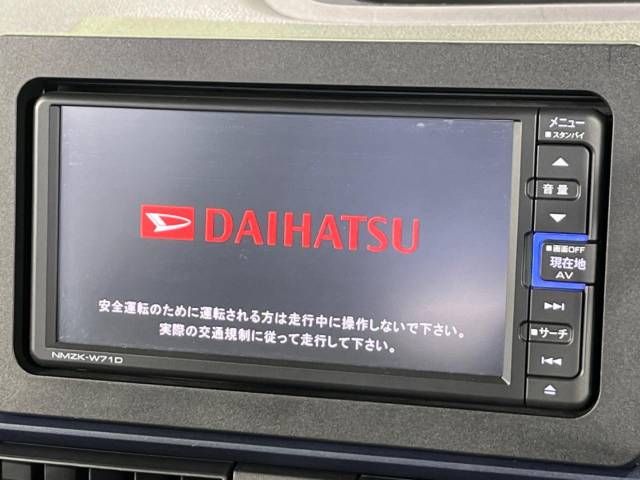 メニュー
■スタンバイ
音量
■画面OFF
現在地
AV
■サーチ
DAIHATSU
安全運転のために運転される方は走行中に操作しないで下さい。
実際の交通規制に従って走行して下さい。
NMZK-W71D